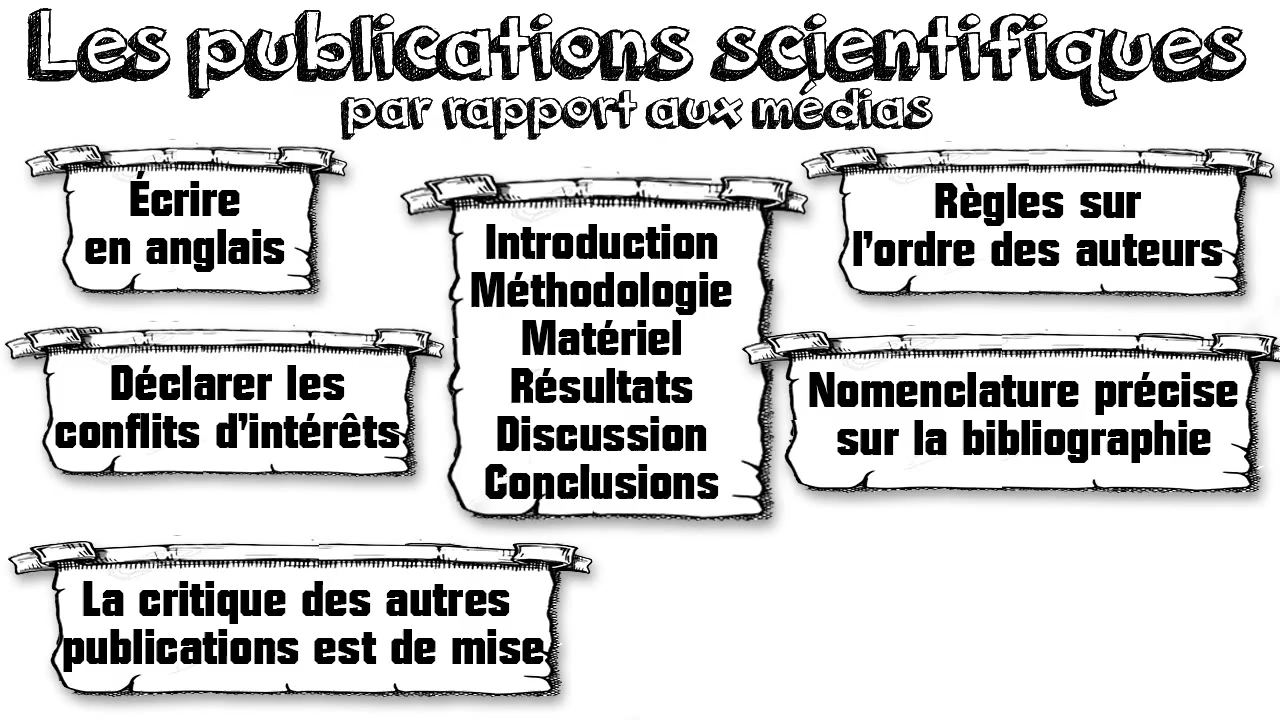 Les publications scientifiques
par rapport aux médias
Écrire
en anglais
Déclarer les
conflits d'intérêts
Introduction
Méthodologie
Matériel
Résultats
Discussion
Conclusions
Règles sur
l'ordre des auteurs
Nomenclature précise
sur la bibliographie
La critique des autres
publications est de mise